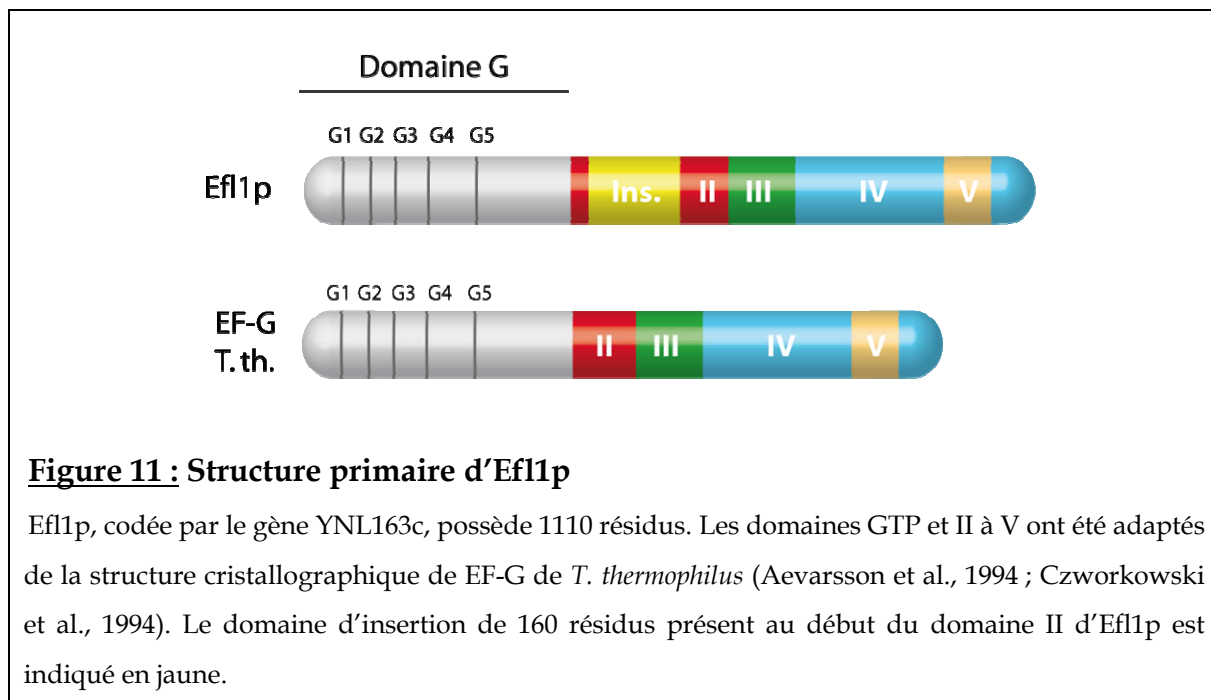 Domaine G
G1 G2 G3 G4 G5
Efl1p
Ins. II III IV V
G1 G2 G3 G4 G5
EF-G
T. th.
II III IV V
Figure 11 : Structure primaire d’Efl1p
Efl1p, codée par le gène YNL163c, possède 1110 résidus. Les domaines GTP et II à V ont été adaptés
de la structure cristallographique de EF-G de T. thermophilus (Aevarsson et al., 1994 ; Czworkowski
et al., 1994). Le domaine d’insertion de 160 résidus présent au début du domaine II d’Efl1p est
indiqué en jaune.